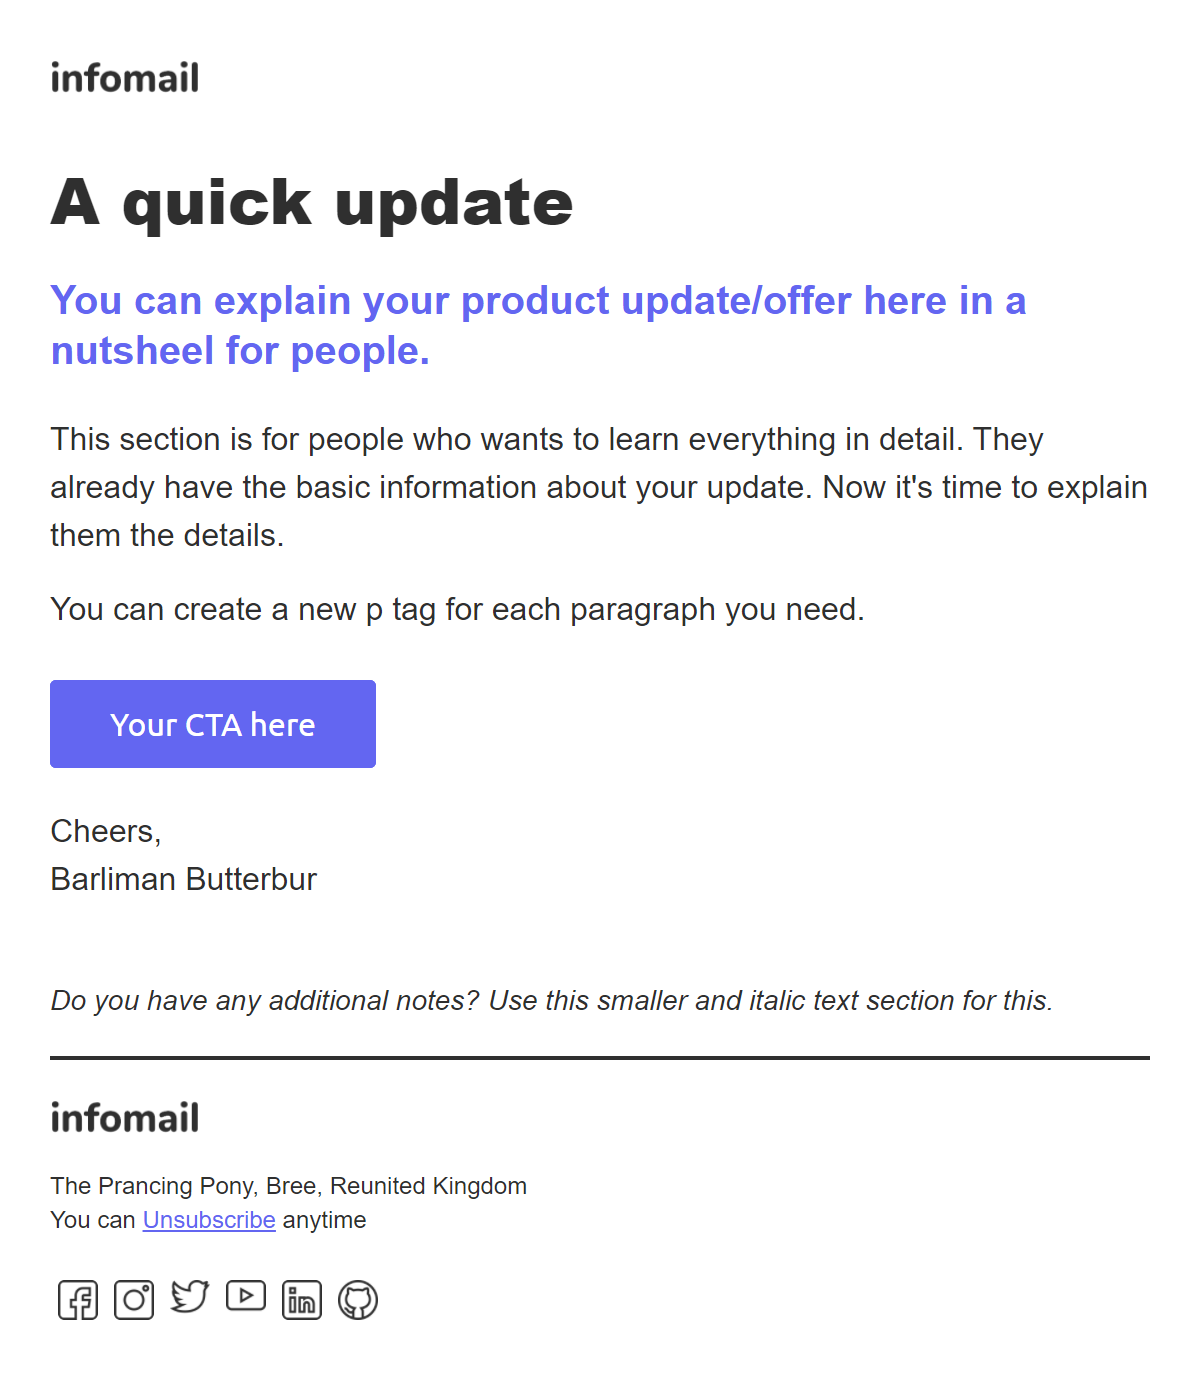 infomail
A quick update
You can explain your product update/offer here in a
nutsheel for people.
This section is for people who wants to learn everything in detail. They
already have the basic information about your update. Now it's time to explain
them the details.
You can create a new p tag for each paragraph you need.
Your CTA here
Cheers,
Barliman Butterbur
Do you have any additional notes? Use this smaller and italic text section for this.
infomail
The Prancing Pony, Bree, Reunited Kingdom
You can Unsubscribe anytime